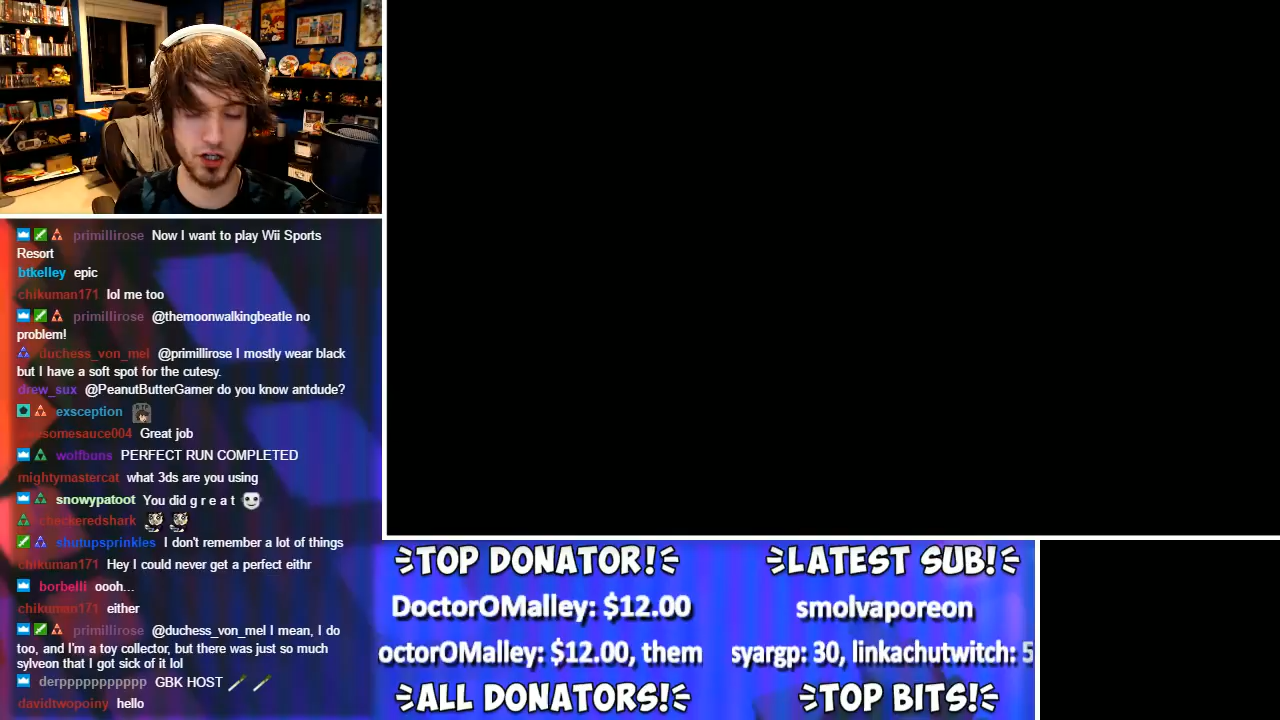 primillirose Now I want to play Wii Sports
Resort
btkelley epic
chikuman171 lol me too
primillirose @themoonwalkingbeatle no
problem!
duchess_von_mel @primillirose I mostly wear black
but I have a soft spot for the cutesy.
drew_sux @PeanutButterGamer do you know antdude?
exsception
Great job
wolfbuns PERFECT RUN COMPLETED
mightymastercat what 3ds are you using
snowypatoot You did g r e a t
checkeredshark
shutupsprinkles I don't remember a lot of things
chikuman171 Hey I could never get a perfect eithr
borbelli oooh...
chikuman171 either
primillirose @duchess_von_mel I mean, I do
too, and I'm a toy collector, but there was just so much
sylveon that I got sick of it lol
derppppppppppp GBK HOST
davidtwopoiny hello
TOP DONATOR!
DoctorOMalley: $12.00
octorOMalley: $12.00, them
ALL DONATORS!
LATEST SUB!
smolvaporeon
syargp: 30, linkachutwitch: 5
TOP BITS!